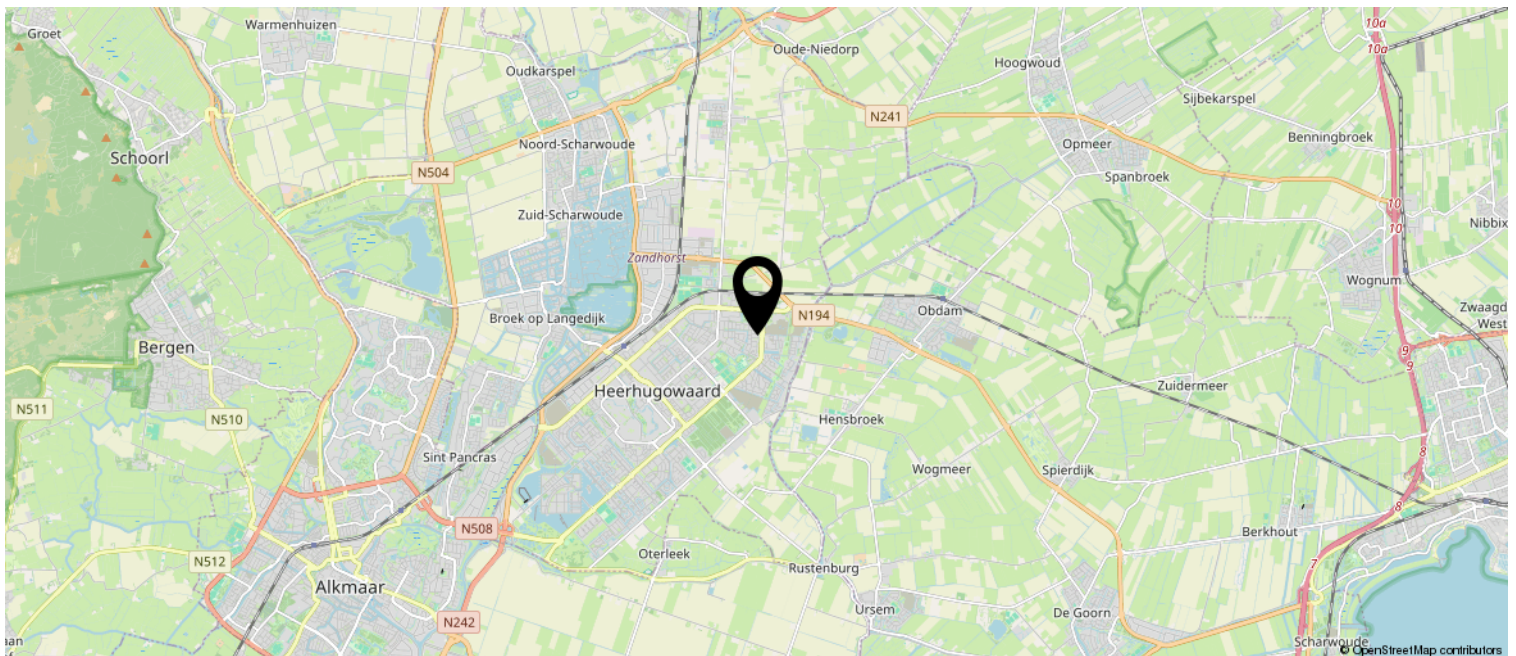 Groet
Warmenhuizen
Oude-Niedorp
10a
10a
Oudkarspel
Hoogwoud
Sijbekarspel
N241
Benningbroek
Schoorl
Noord-Scharwoude
Opmeer
N504
Spanbroek
Zuid-Scharwoude
10
10
Nibbix
Zandhorst
Wognum
Broek op Langedijk
N194
Obdam
Zwaagd
West
Bergen
9
9
Heerhugowaard
Zuidermeer
N511
N510
Hensbroek
Sint Pancras
Wogmeer
Spierdijk
8
8
N508
Berkhout
N512
Oterleek
Rustenburg
7
Alkmaar
Ursem
De Goorn
N242
aan
Scharwoude
© OpenStreetMap contributors